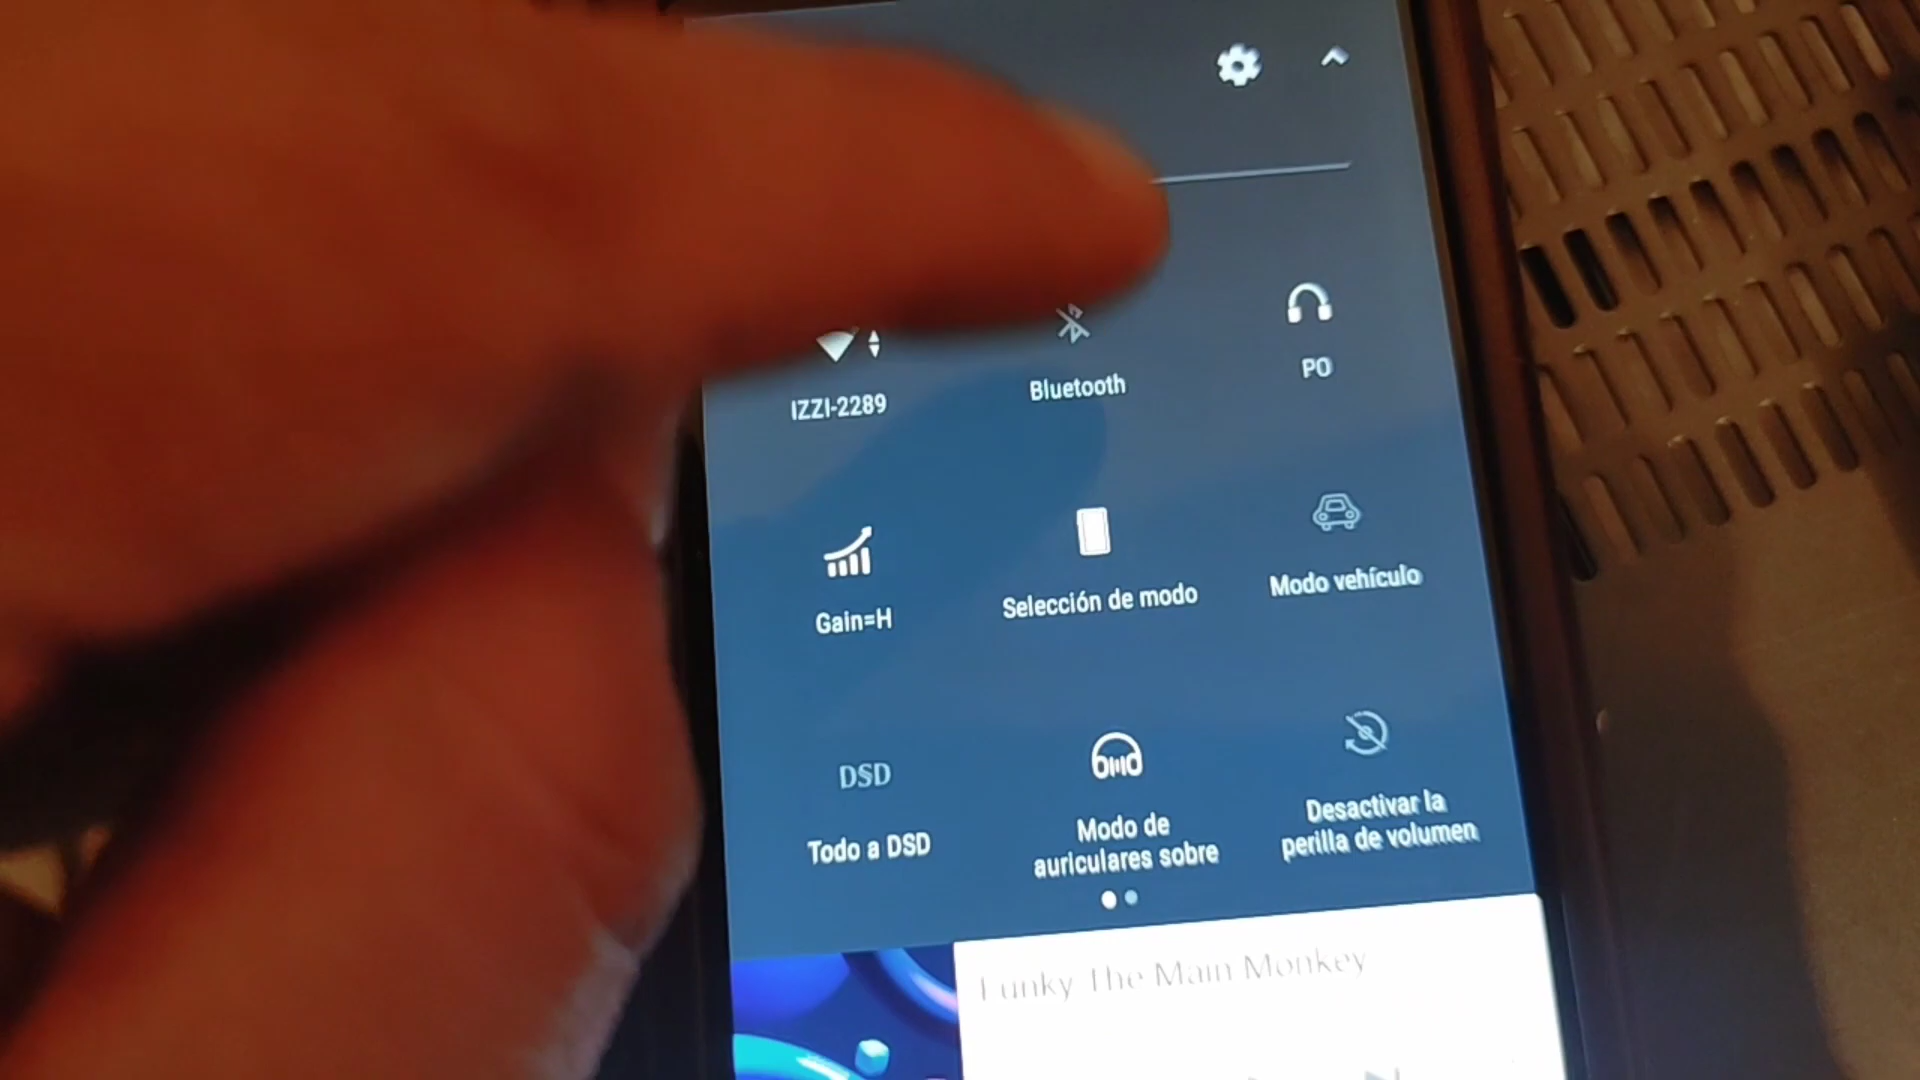 IZZI-2289
Bluetooth
PO
Gain=H
Selección de modo
Modo vehículo
DSD
Todo a DSD
Modo de
auriculares sobre
Desactivar la
perilla de volumen
Funky The Main Monkey